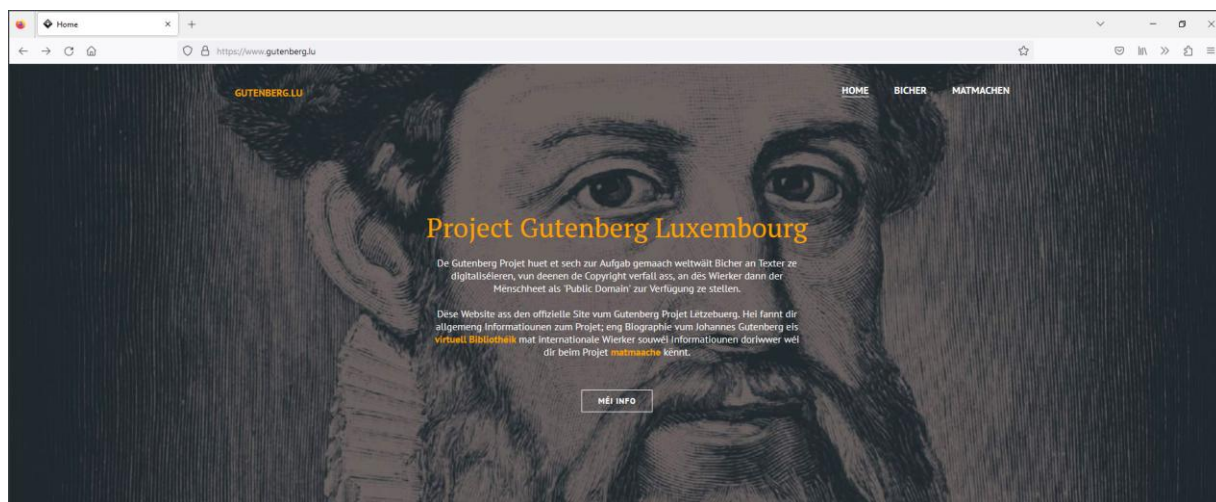 Home
https://www.gutenberg.lu
GUTENBERG.LU
HOME BICHER MATMACHEN
Project Gutenberg Luxembourg
De Gutenberg Projet huet et sech zur Aufgab gemaach weltwäit Bicher an Texter ze
digitaliséieren, vun deenen de Copyright verfall ass, an dës Wierker dann der
Mënschheet als 'Public Domain' zur Verfügung ze stellen.
Dëse Website ass den offizielle Site vum Gutenberg Projet Lëtzebuerg. Hei fannt dir
allgemeng Informatiounen zum Projet; eng Biographie vum Johannes Gutenberg eis
virtuell Bibliothéik mat internationale Wierker souwéi Informatiounen doriwwer wéi
dir beim Projet matmaache kënnt.
MÉI INFO